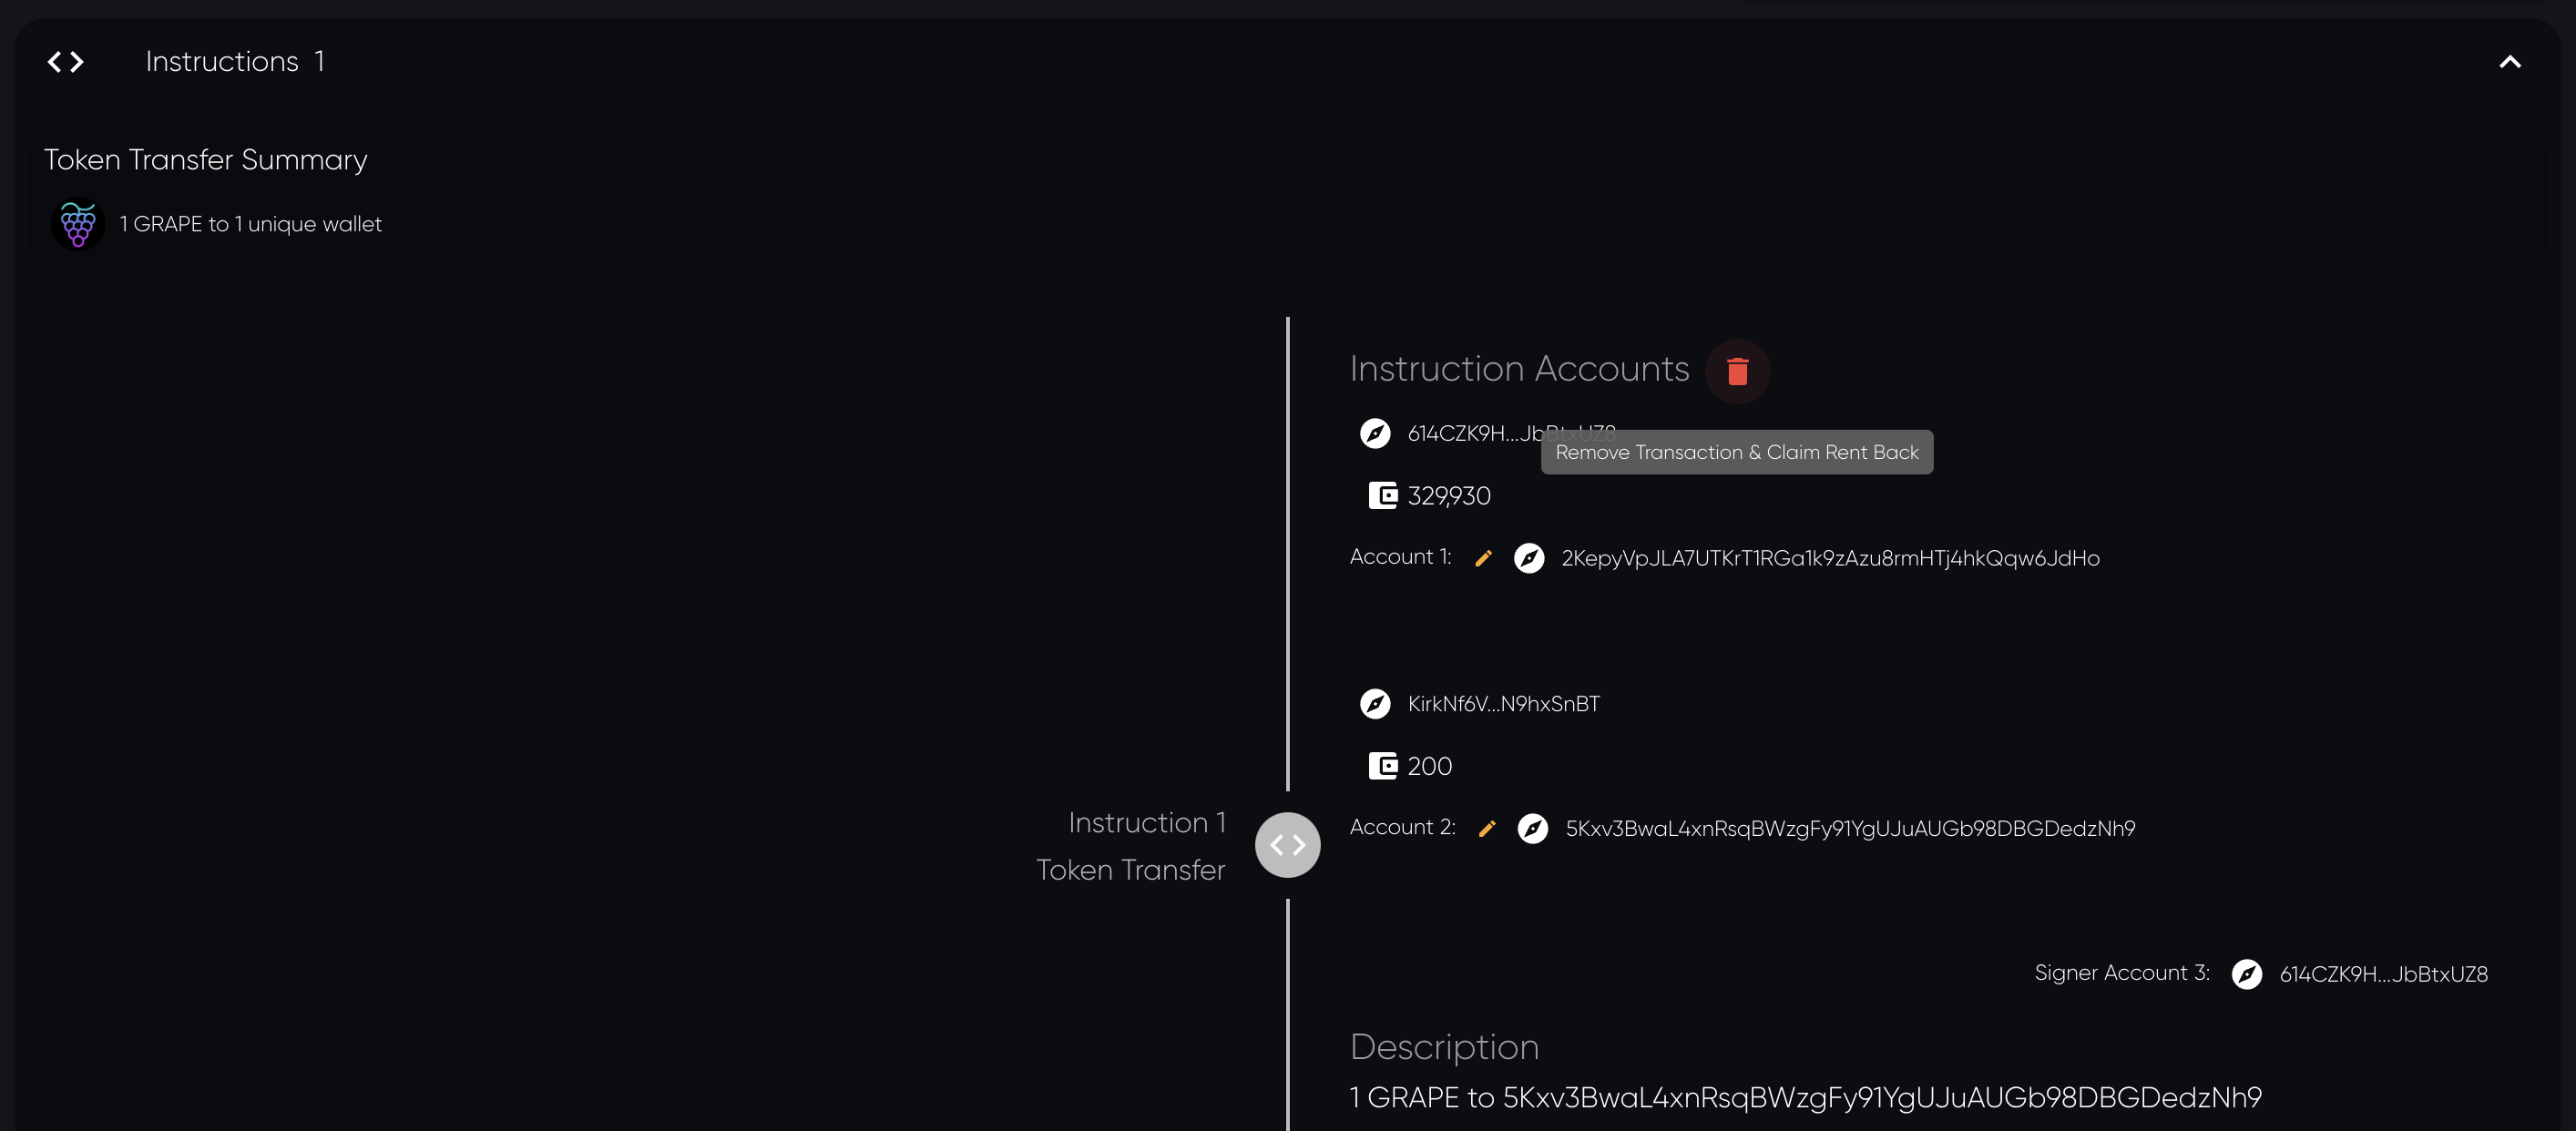 Instructions 1
Token Transfer Summary
1 GRAPE to 1 unique wallet
Instruction Accounts
614CZK9H...JbBtxUZ8
Remove Transaction & Claim Rent Back
329,930
Account 1: 2KepyVpJLA7UTKrT1RGa1k9zAzu8rmHTj4hkQqw6JdHo
KirkNf6V...N9hxSnBT
200
Instruction 1
Token Transfer
Account 2: 5Kxv3BwaL4xnRsqBWzgFy91YgUJuAUGb98DBGDedzNh9
Signer Account 3: 614CZK9H...JbBtxUZ8
Description
1 GRAPE to 5Kxv3BwaL4xnRsqBWzgFy91YgUJuAUGb98DBGDedzNh9